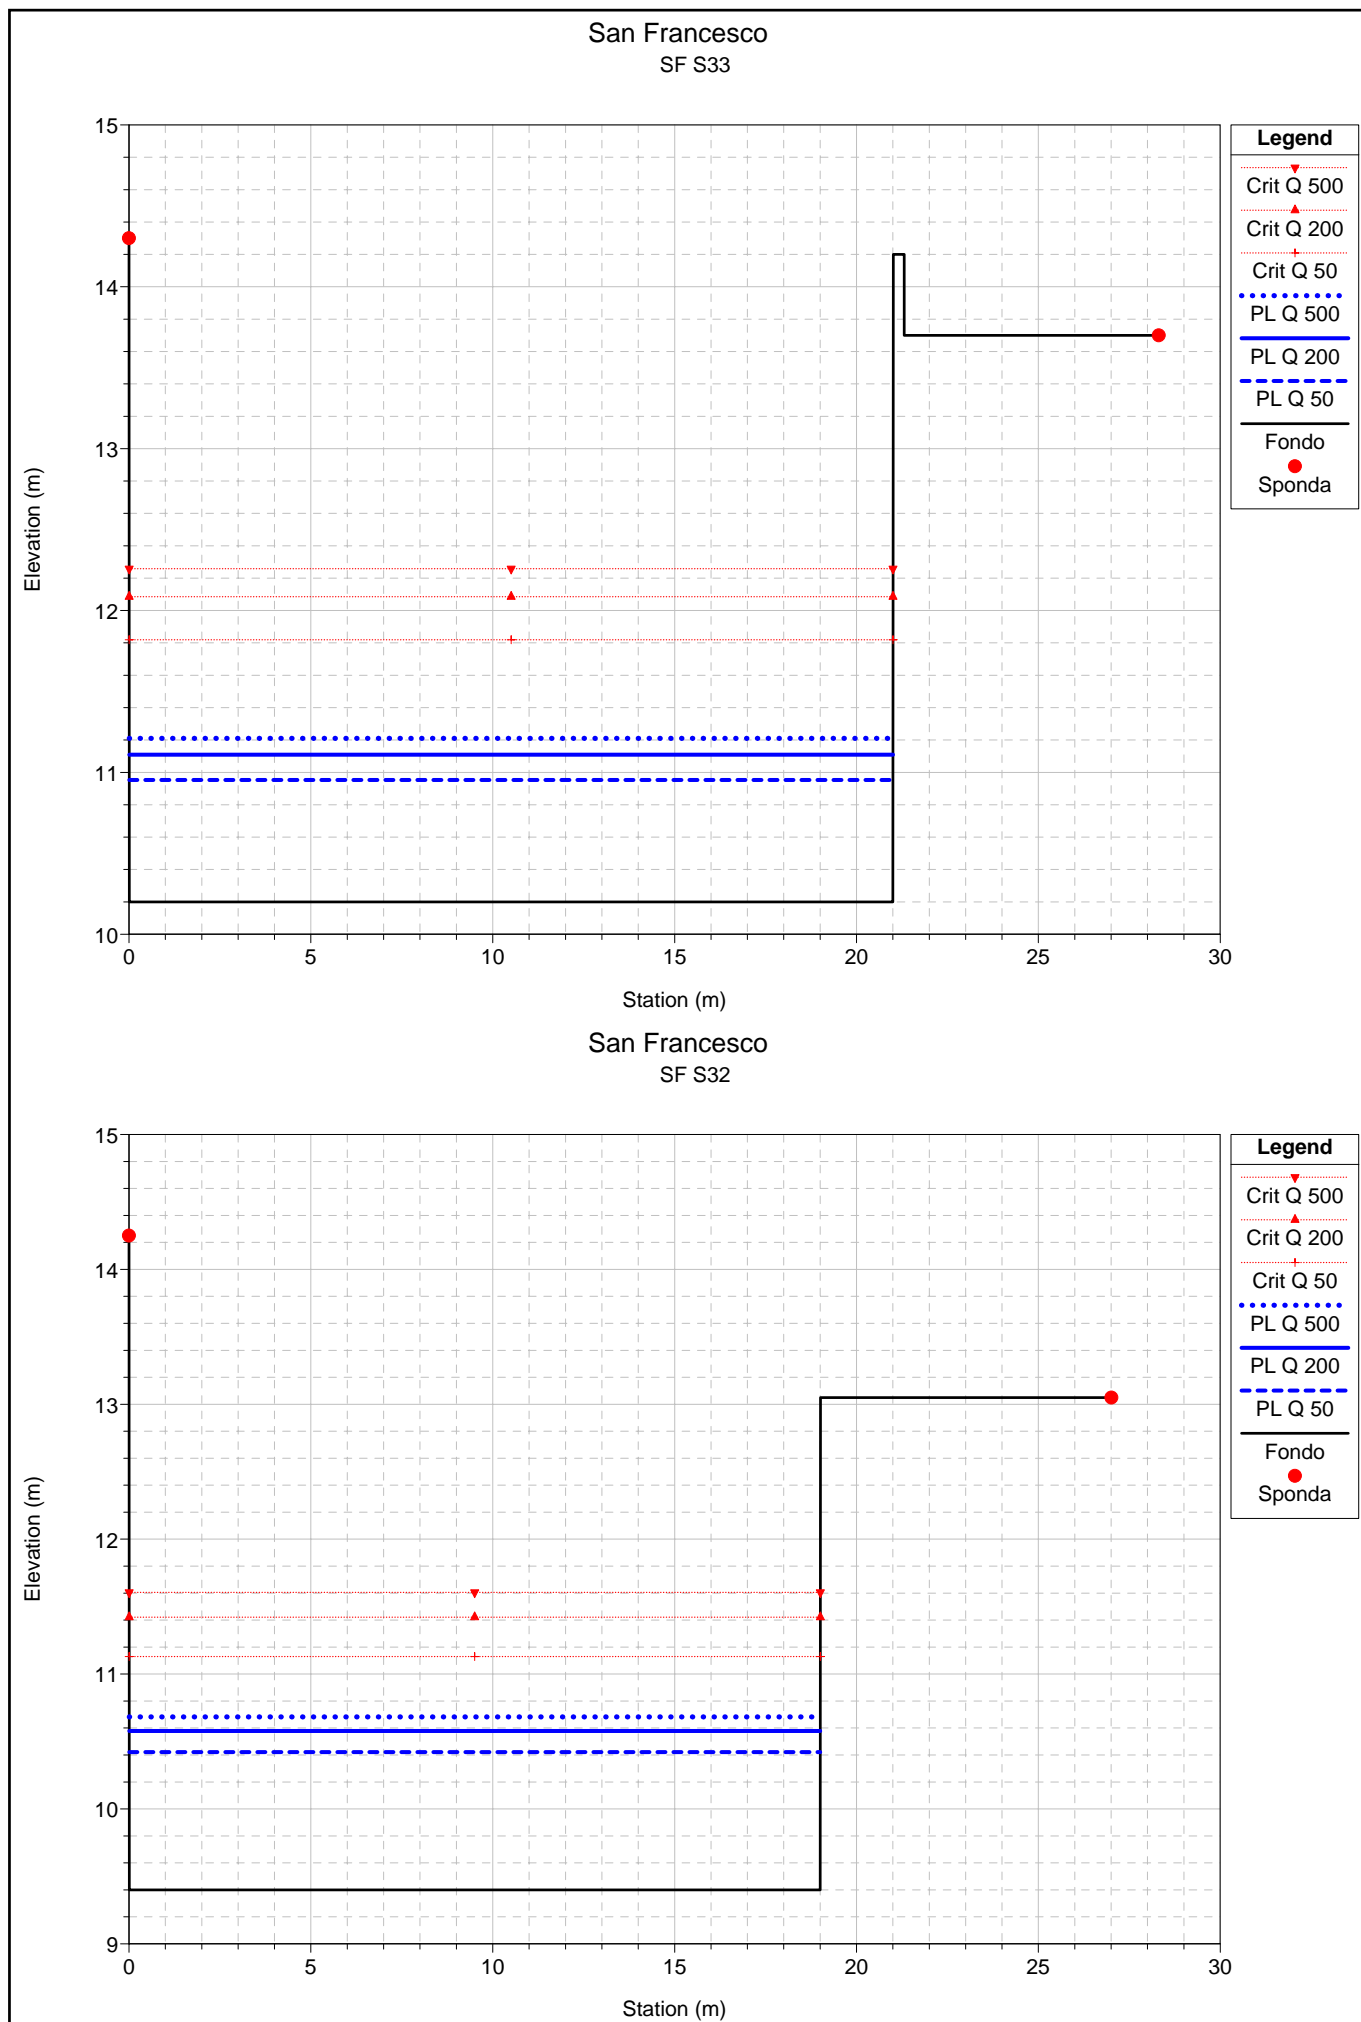 San Francesco
SF S33
15
14
13
12
11
10
0 5 10 15 20 25 30
Elevation (m)
Station (m)
Legend
Crit Q 500
Crit Q 200
Crit Q 50
PL Q 500
PL Q 200
PL Q 50
Fondo
Sponda
San Francesco
SF S32
15
14
13
12
11
10
9
0 5 10 15 20 25 30
Elevation (m)
Station (m)
Legend
Crit Q 500
Crit Q 200
Crit Q 50
PL Q 500
PL Q 200
PL Q 50
Fondo
Sponda